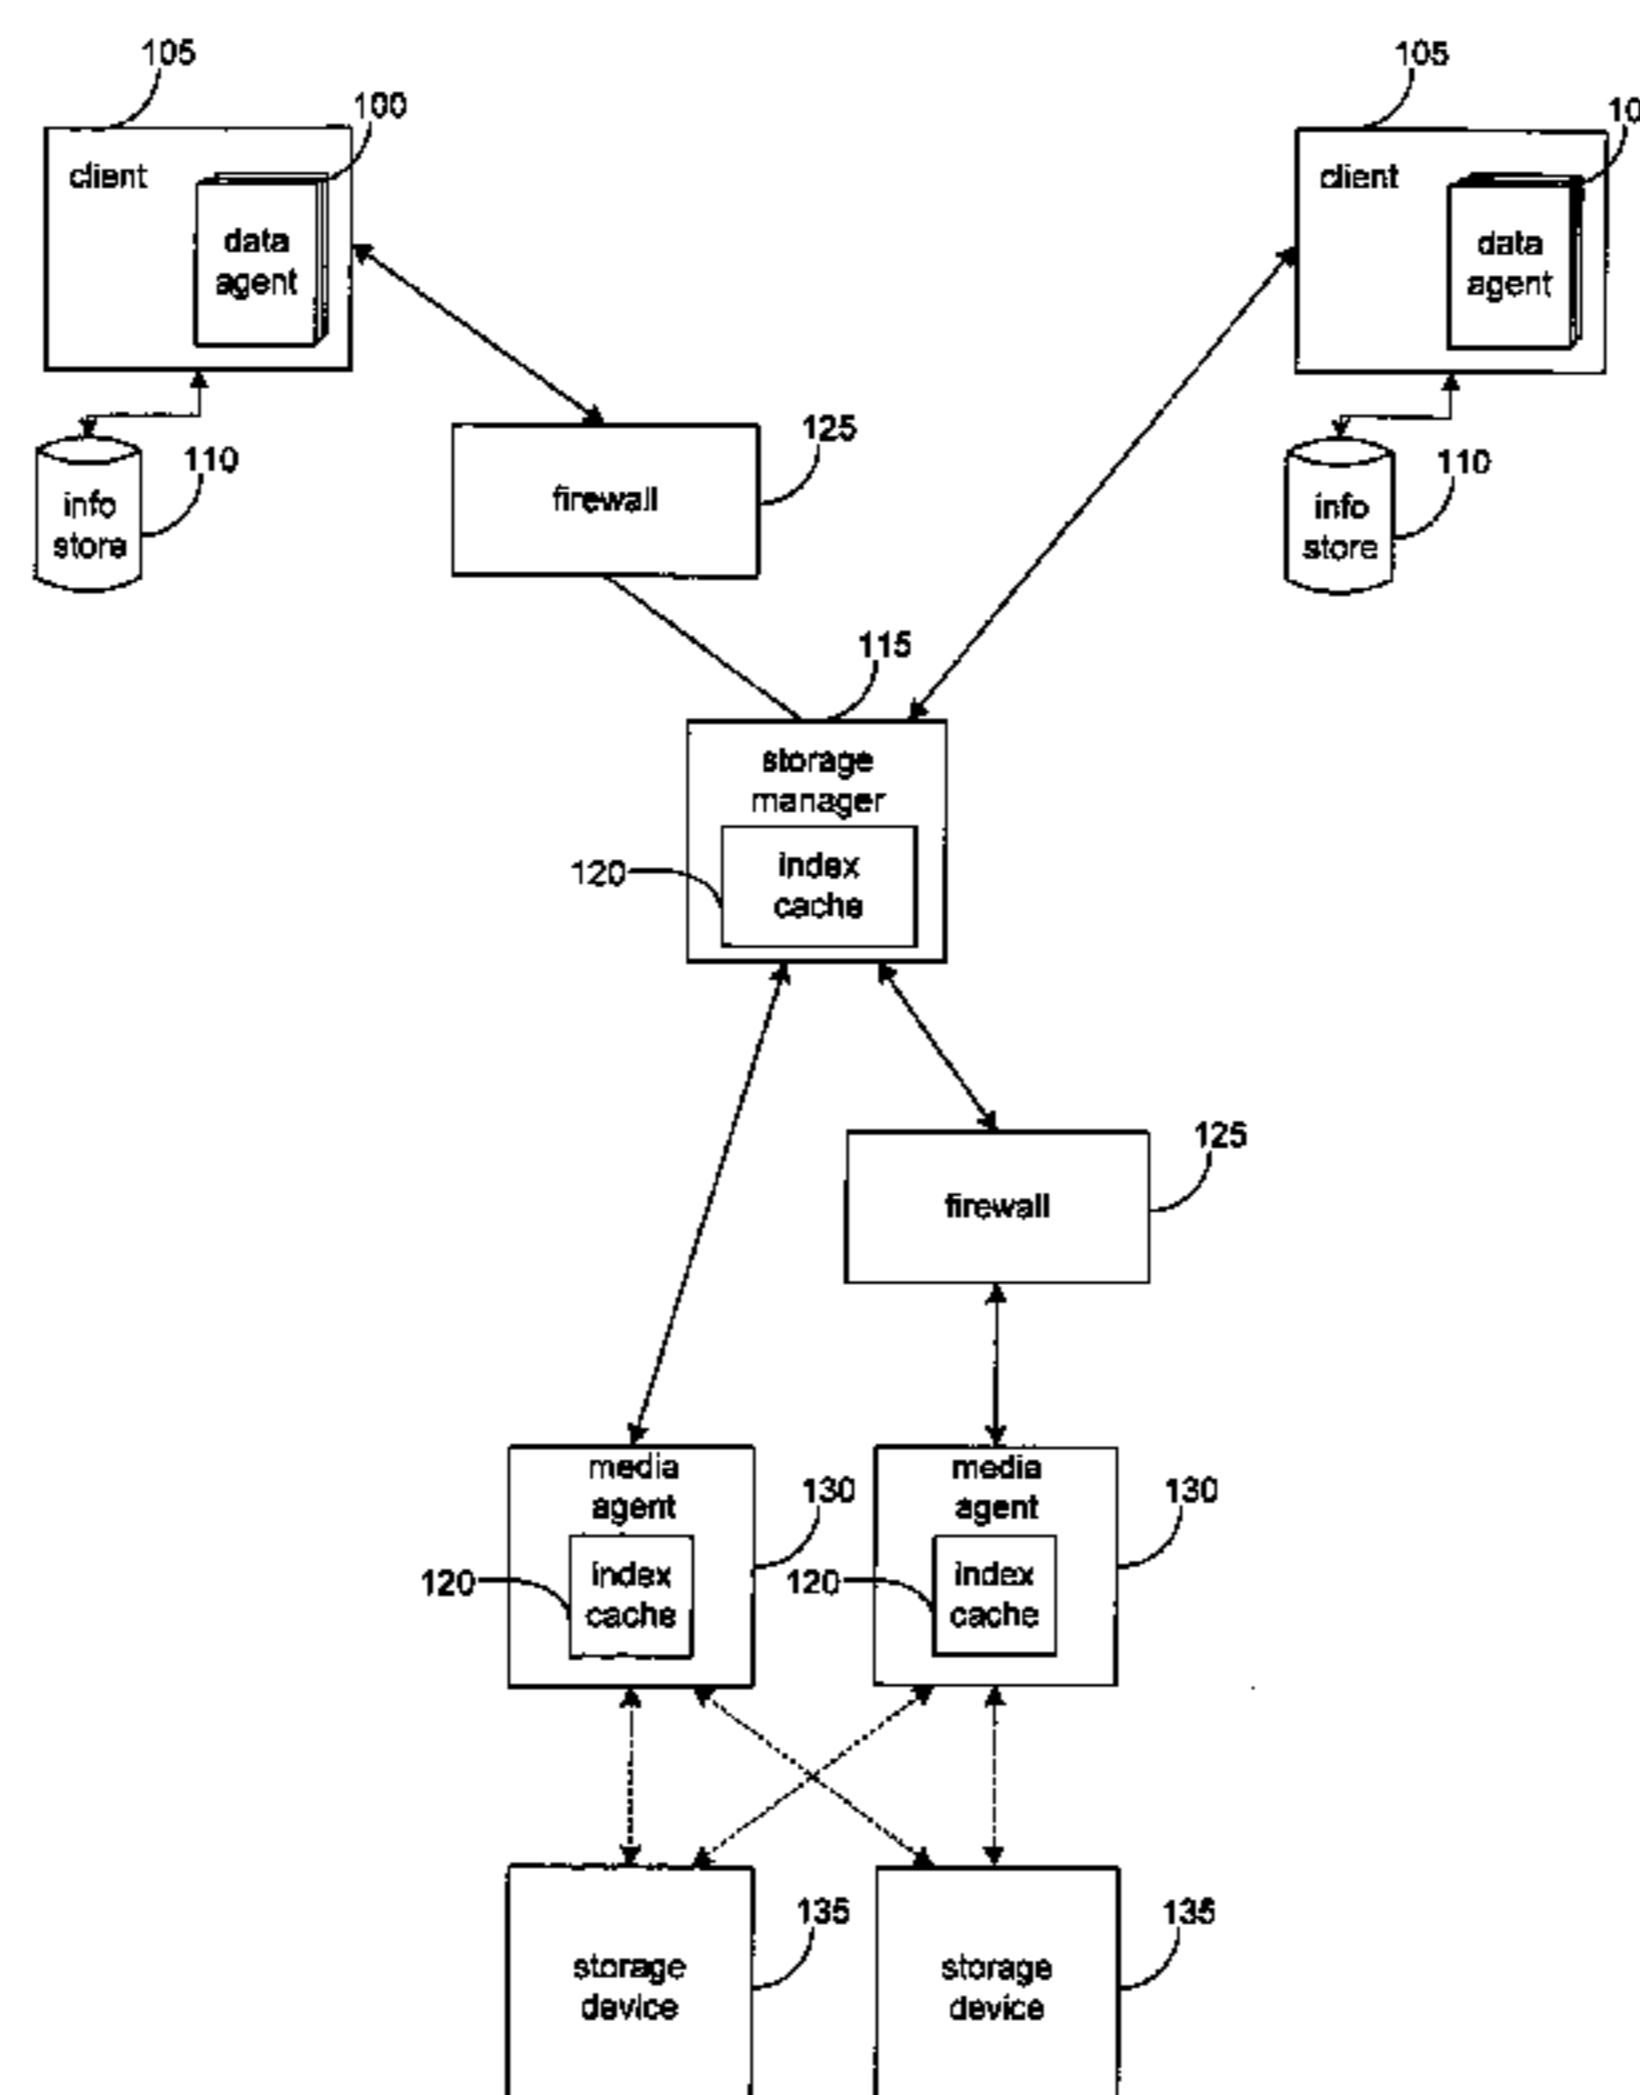 105
105
100
10
client
client
data
agent
data
agent
125
110
110
info
store
firewall
info
store
115
storage
manager
120
index
cache
125
firewall
media
agent
130
media
agent
130
120
index
cache
120
index
cache
135
135
storage
device
storage
device